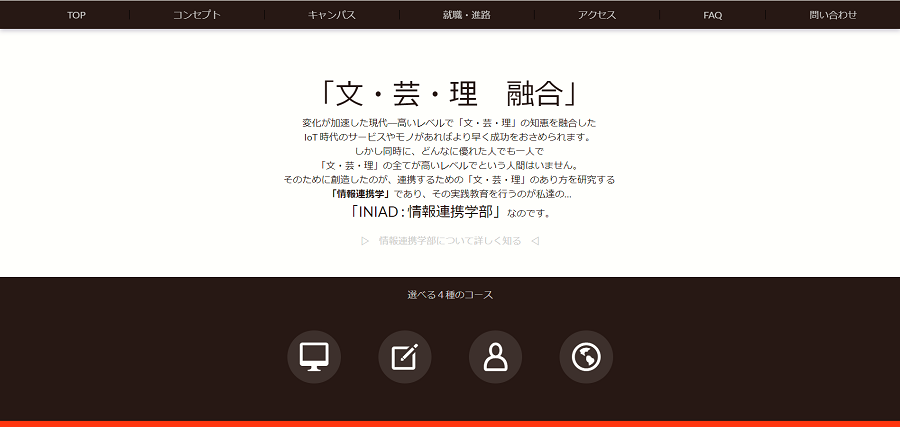 TOP
コンセプト
キャンパス
就職・進路
アクセス
FAQ
問い合わせ
「文・芸・理　融合」
変化が加速した現代―高いレベルで「文・芸・理」の知恵を融合した
IoT 時代のサービスやモノがあればより早く成功をおさめられます。
しかし同時に、どんなに優れた人でも一人で
「文・芸・理」の全てが高いレベルでという人間はいません。
そのために創造したのが、連携するための「文・芸・理」のあり方を研究する
「情報連携学」であり、その実践教育を行うのが私達の...
「INIAD : 情報連携学部」なのです。
▷　情報連携学部について詳しく知る　◁
選べる４種のコース